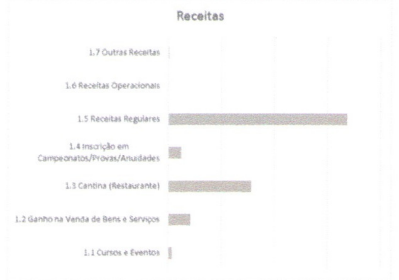 Receitas
1.7 Outras Receitas
1.6 Receitas Operacionais
1.5 Receitas Regulares
1.4 Inscrição em
Campeonatos/Provas/Anuidades
1.3 Cantina (Restaurante)
1.2 Ganho na Venda de Bens e Serviços
1.1 Cursos e Eventos